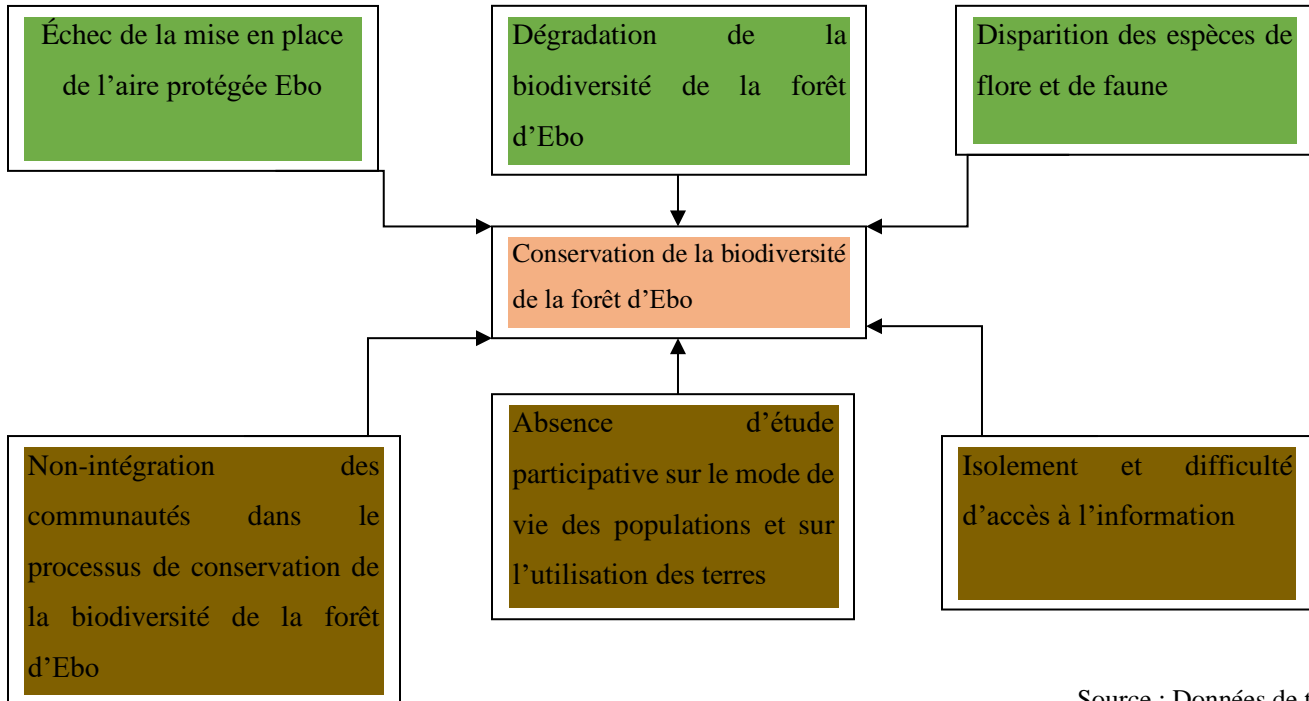 Échec de la mise en place
de l’aire protégée Ebo
Dégradation de la
biodiversité de la forêt
d’Ebo
Disparition des espèces de
flore et de faune
Conservation de la biodiversité
de la forêt d’Ebo
Non-intégration des
communautés dans le
processus de conservation de
la biodiversité de la forêt
d’Ebo
Absence d’étude
participative sur le mode de
vie des populations et sur
l’utilisation des terres
Isolement et difficulté
d’accès à l’information
Source : Données de